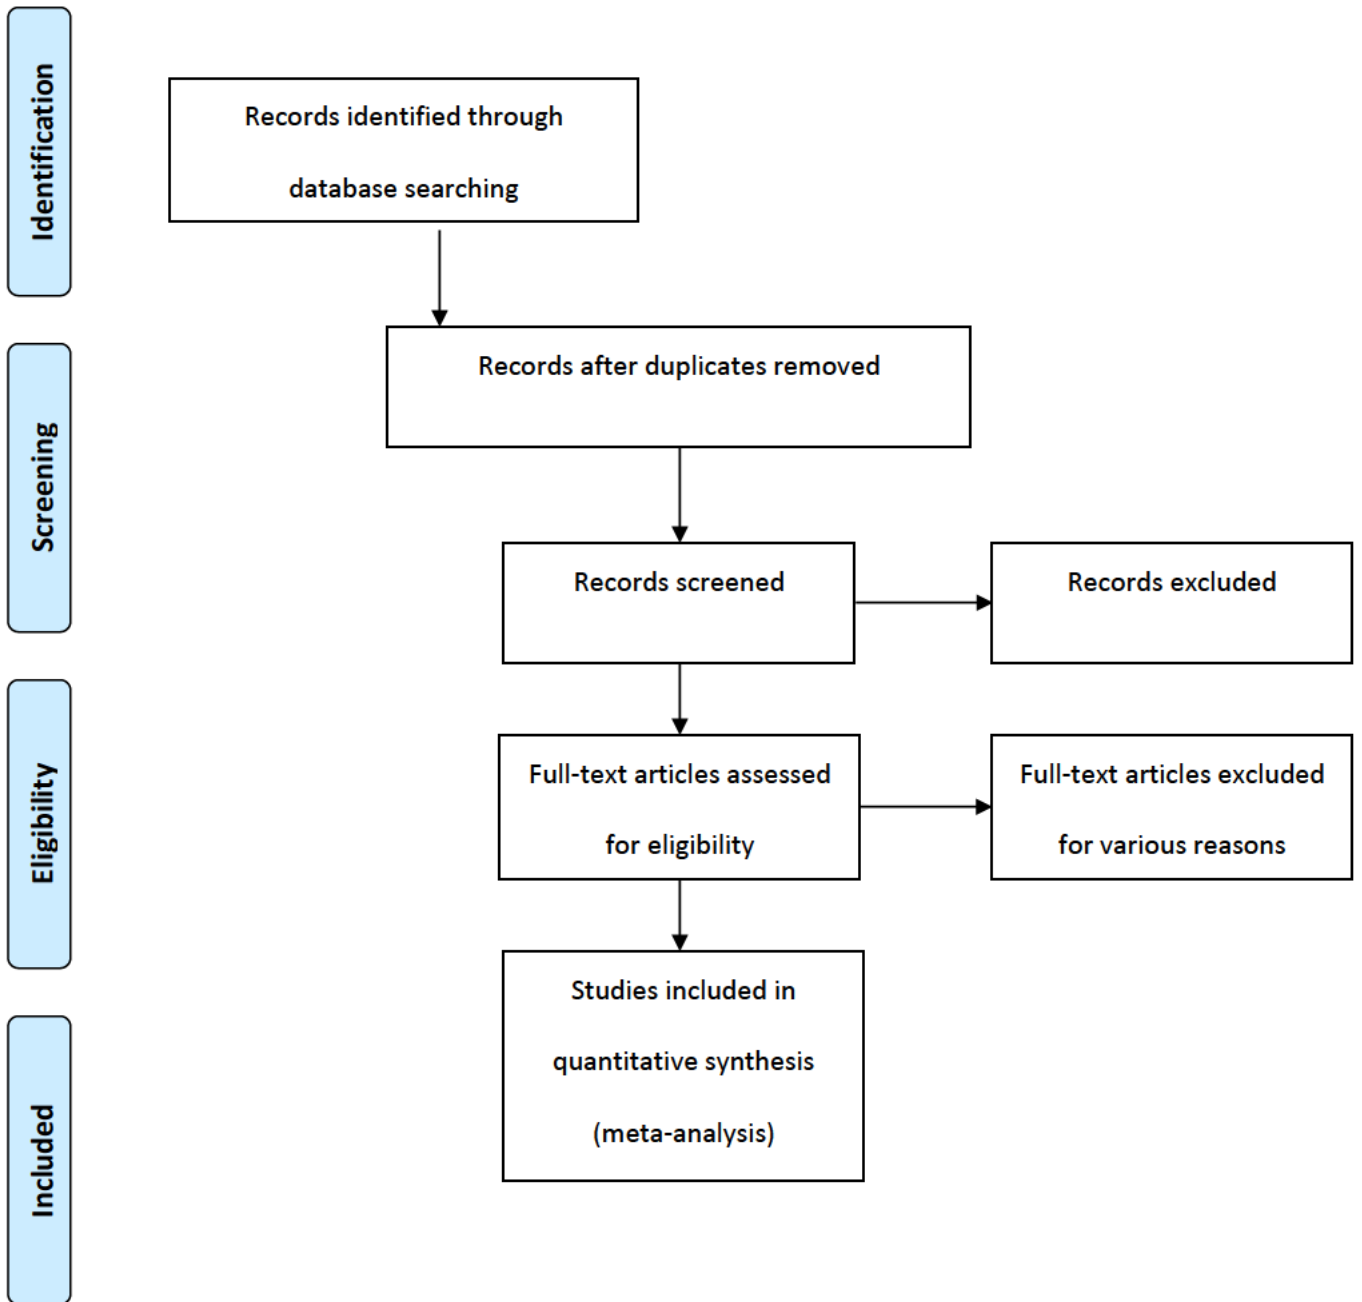 Identification
Records identified through
database searching
Records after duplicates removed
Screening
Records screened
Records excluded
Eligibility
Full-text articles assessed
for eligibility
Full-text articles excluded
for various reasons
Included
Studies included in
quantitative synthesis
(meta-analysis)